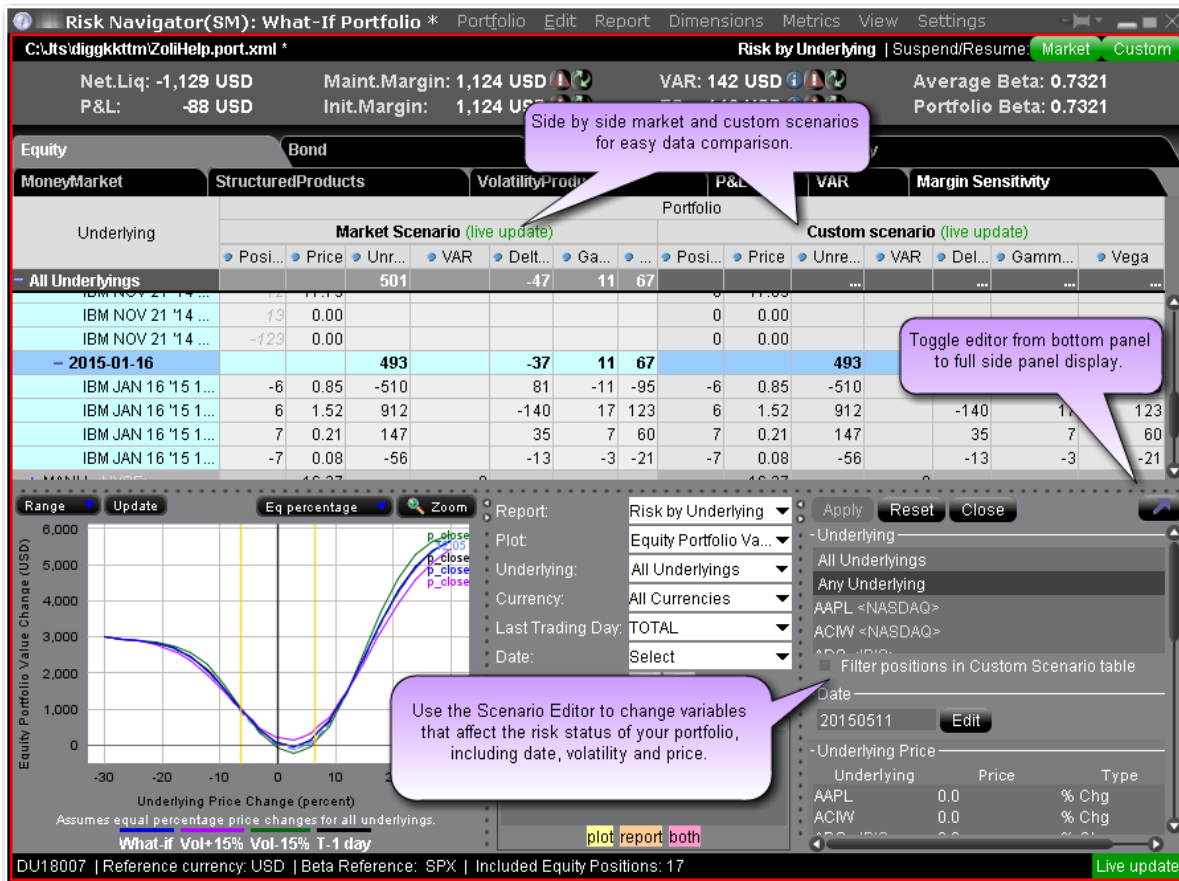 Risk Navigator(SM): What-If Portfolio * Portfolio Edit Report Dimensions Metrics View Settings
C:\Jts\diggkkttm\ZoliHelp.port.xml * Risk by Underlying | Suspend/Resume: Market Custom
Net.Liq: -1,129 USD Maint.Margin: 1,124 USD VAR: 142 USD Average Beta: 0.7321
P&L: -88 USD Init.Margin: 1,124 USD Portfolio Beta: 0.7321
Side by side market and custom scenarios
for easy data comparison.
Equity Bond
MoneyMarket StructuredProducts VAR Margin Sensitivity
Portfolio
Underlying Market Scenario (live update) Custom scenario (live update)
Posi... Price Unr... VAR Delt... Ga... ... Posi... Price Unre... VAR Del... Gamm... Vega
All Underlyings 501 -47 11 67 ... ... ... ...
IBM NOV 21 '14 ... 13 0.00 0 0.00
IBM NOV 21 '14 ... -123 0.00 0 0.00
Toggle editor from bottom panel
to full side panel display.
− 2015-01-16 493 -37 11 67 493
IBM JAN 16 '15 1... -6 0.85 -510 81 -11 -95 -6 0.85 -510
IBM JAN 16 '15 1... 6 1.52 912 -140 17 123 6 1.52 912 -140 17 123
IBM JAN 16 '15 1... 7 0.21 147 35 7 60 7 0.21 147 35 7 60
IBM JAN 16 '15 1... -7 0.08 -56 -13 -3 -21 -7 0.08 -56 -13 -3 -21
Range Update Eq percentage Zoom
Equity Portfolio Value Change (USD)
6,000
5,000
4,000
3,000
2,000
1,000
0
p_close
p_close
p_close
p_close
-30 -20 -10 0 10
Underlying Price Change (percent)
Assumes equal percentage price changes for all underlyings.
What-if Vol+15% Vol-15% T-1 day
Report: Risk by Underlying
Plot: Equity Portfolio Va...
Underlying: All Underlyings
Currency: All Currencies
Last Trading Day: TOTAL
Date: Select
Use the Scenario Editor to change variables
that affect the risk status of your portfolio,
including date, volatility and price.
plot report both
Apply Reset Close
Underlying
All Underlyings
Any Underlying
AAPL <NASDAQ>
ACIW <NASDAQ>
Filter positions in Custom Scenario table
Date
20150511 Edit
Underlying Price
Underlying Price Type
AAPL 0.0 % Chg
ACIW 0.0 % Chg
DU18007 | Reference currency: USD | Beta Reference: SPX | Included Equity Positions: 17 Live update